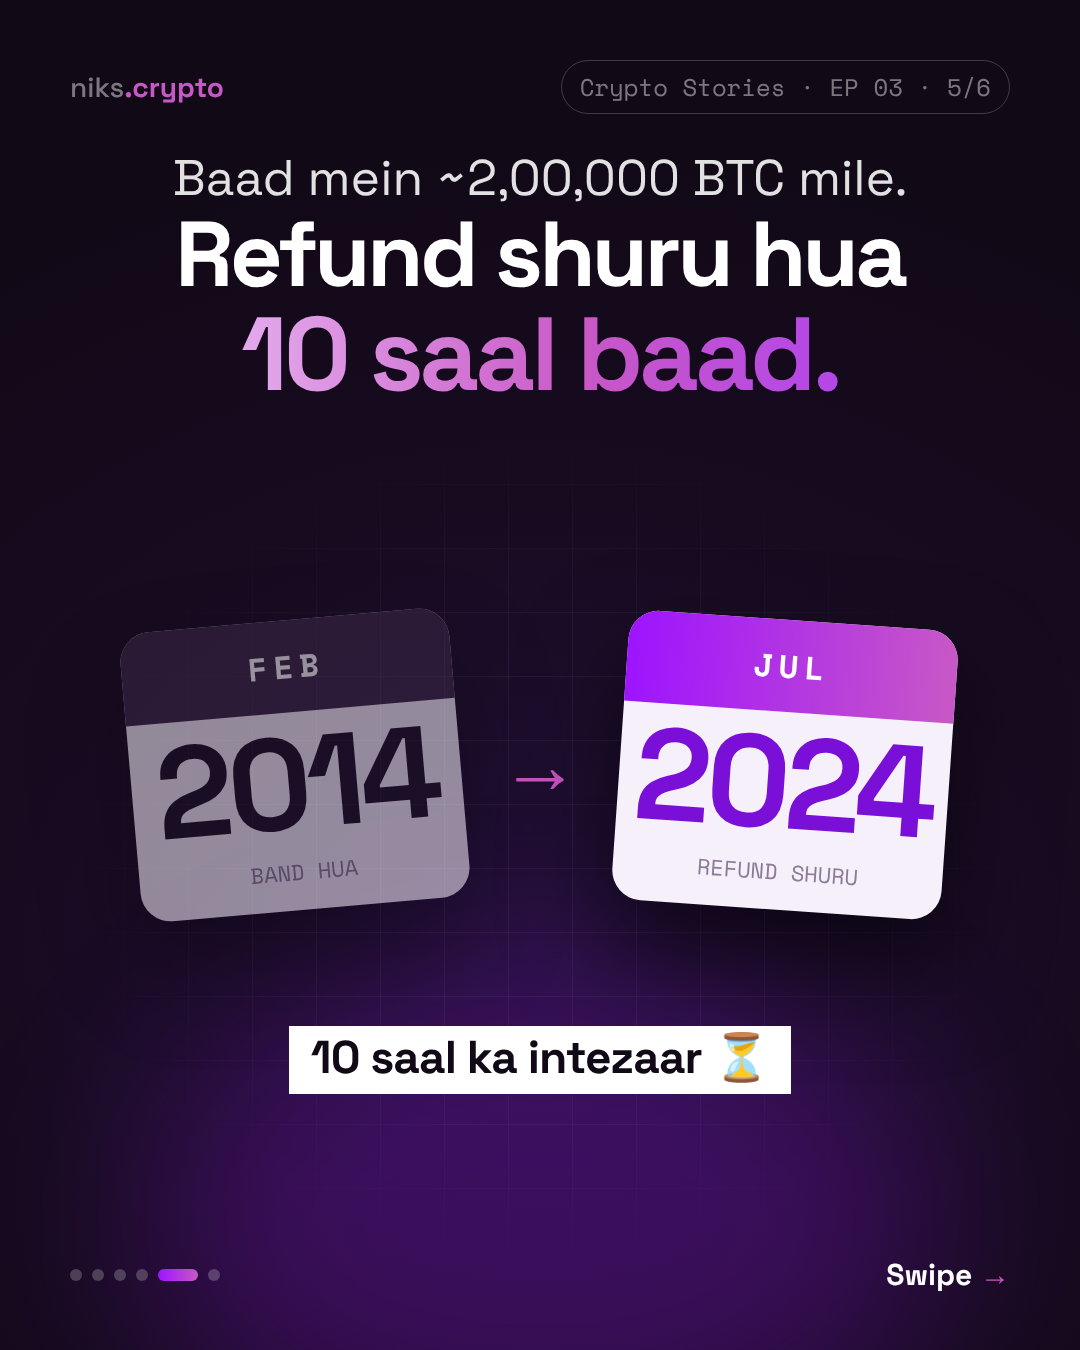 niks.crypto
Crypto Stories · EP 03 · 5/6
Baad mein ~2,00,000 BTC mile.
Refund shuru hua
10 saal baad.
FEB
2014
BAND HUA
→
JUL
2024
REFUND SHURU
10 saal ka intezaar ⏳
Swipe →